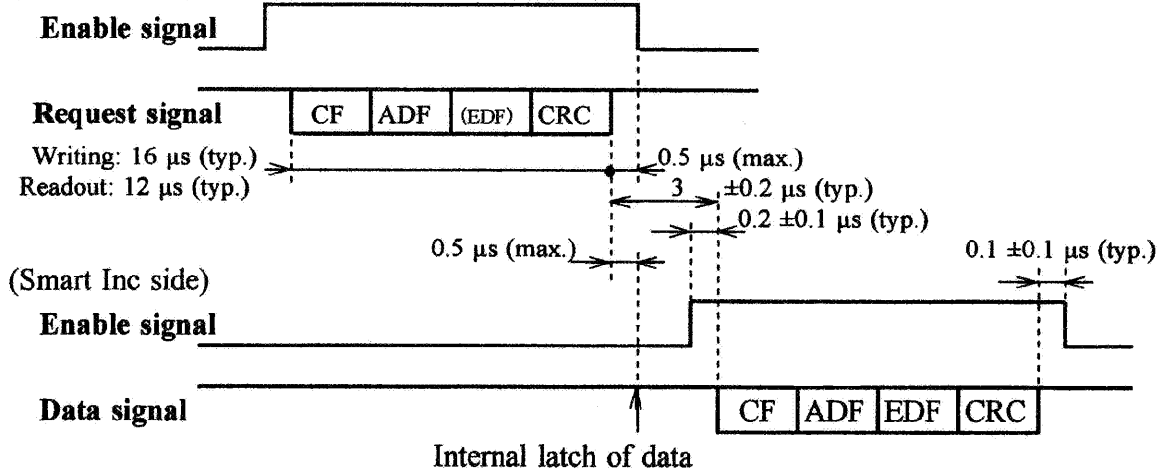 Enable signal
Request signal
CF ADF (EDF) CRC
Writing: 16 μs (typ.)
Readout: 12 μs (typ.)
0.5 μs (max.)
3 ±0.2 μs (typ.)
0.2 ±0.1 μs (typ.)
0.5 μs (max.)
0.1 ±0.1 μs (typ.)
(Smart Inc side)
Enable signal
Data signal
CF ADF EDF CRC
Internal latch of data